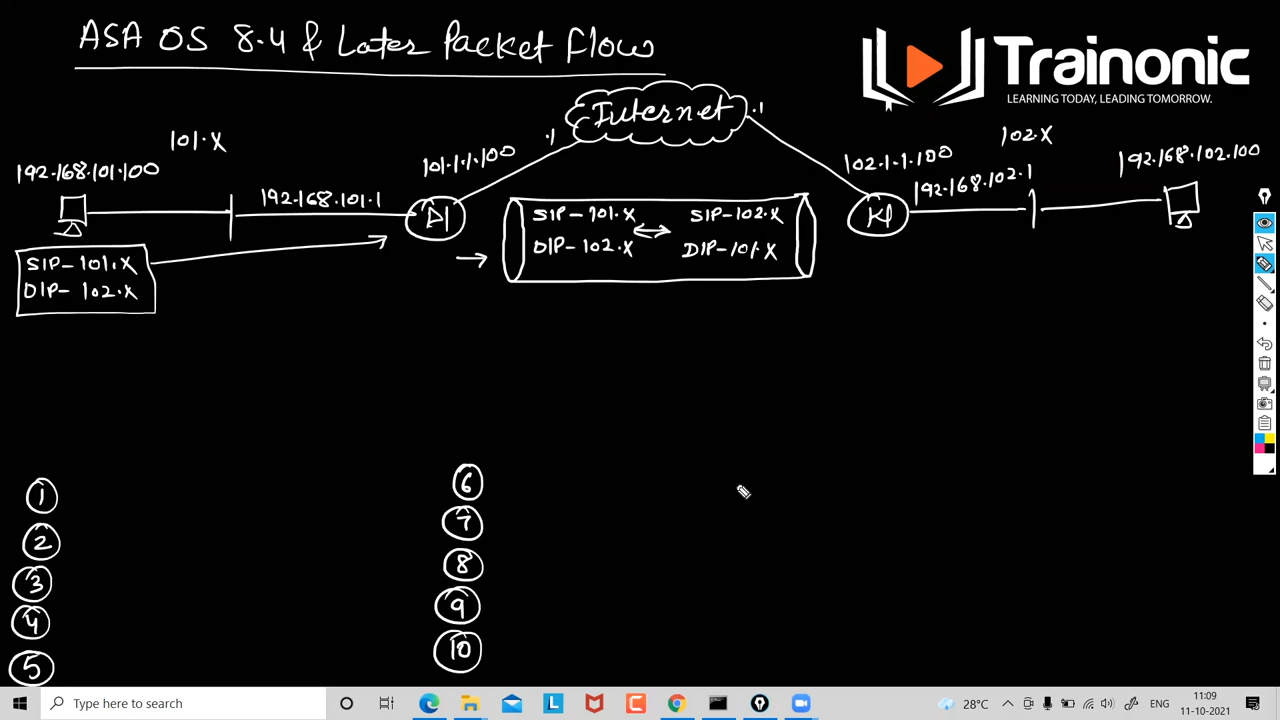 ASA OS 8.4 & Later Packet Flow
Trainonic
LEARNING TODAY, LEADING TOMORROW.
Internet
.1
.1
101.X
102.X
192.168.101.100
101.1.1.100
102.1.1.100
192.168.102.100
192.168.101.1
192.168.102.1
SIP-101.X
DIP-102.X
SIP-101.X
DIP-102.X
SIP-102.X
DIP-101.X
1
2
3
4
5
6
7
8
9
10
Type here to search
28°C
ENG
11:09
11-10-2021